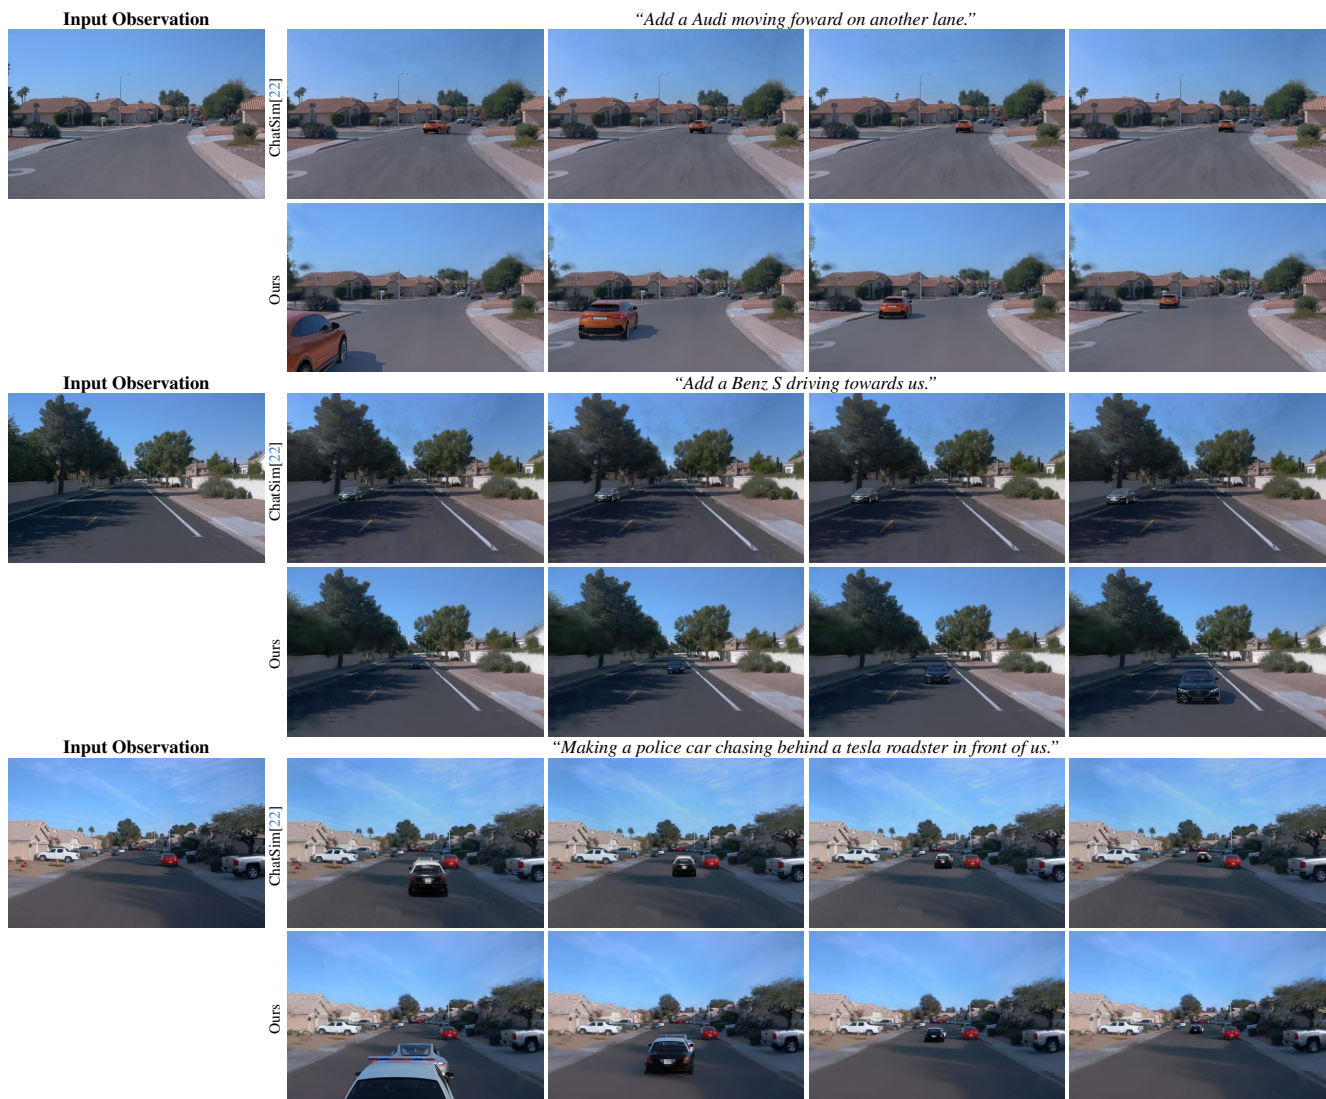 Input Observation
“Add a Audi moving foward on another lane.”
ChatSim[22]
Ours
Input Observation
“Add a Benz S driving towards us.”
ChatSim[22]
Ours
Input Observation
“Making a police car chasing behind a tesla roadster in front of us.”
ChatSim[22]
Ours